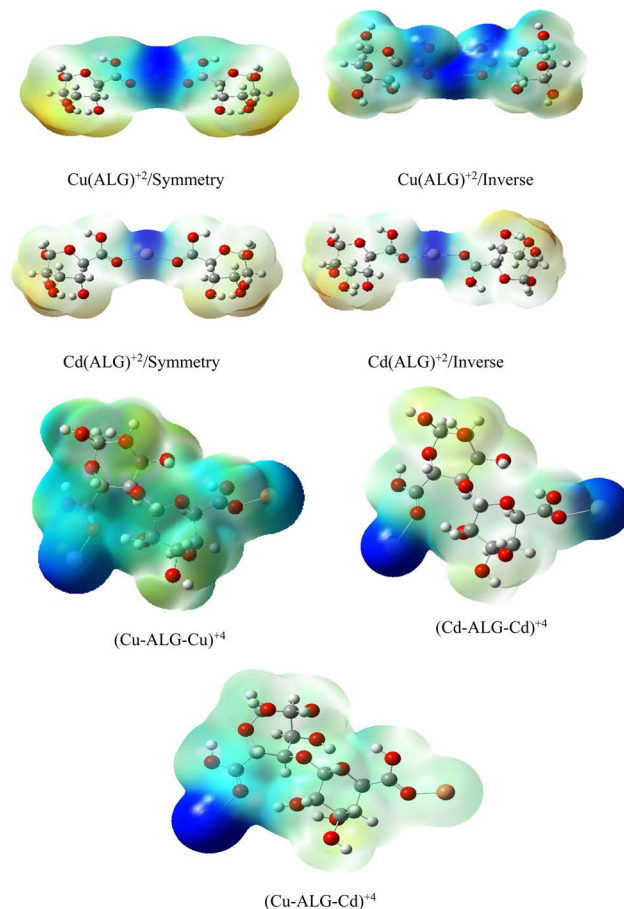 Cu(ALG)⁺²/Symmetry
Cu(ALG)⁺²/Inverse
Cd(ALG)⁺²/Symmetry
Cd(ALG)⁺²/Inverse
(Cu-ALG-Cu)⁺⁴
(Cd-ALG-Cd)⁺⁴
(Cu-ALG-Cd)⁺⁴